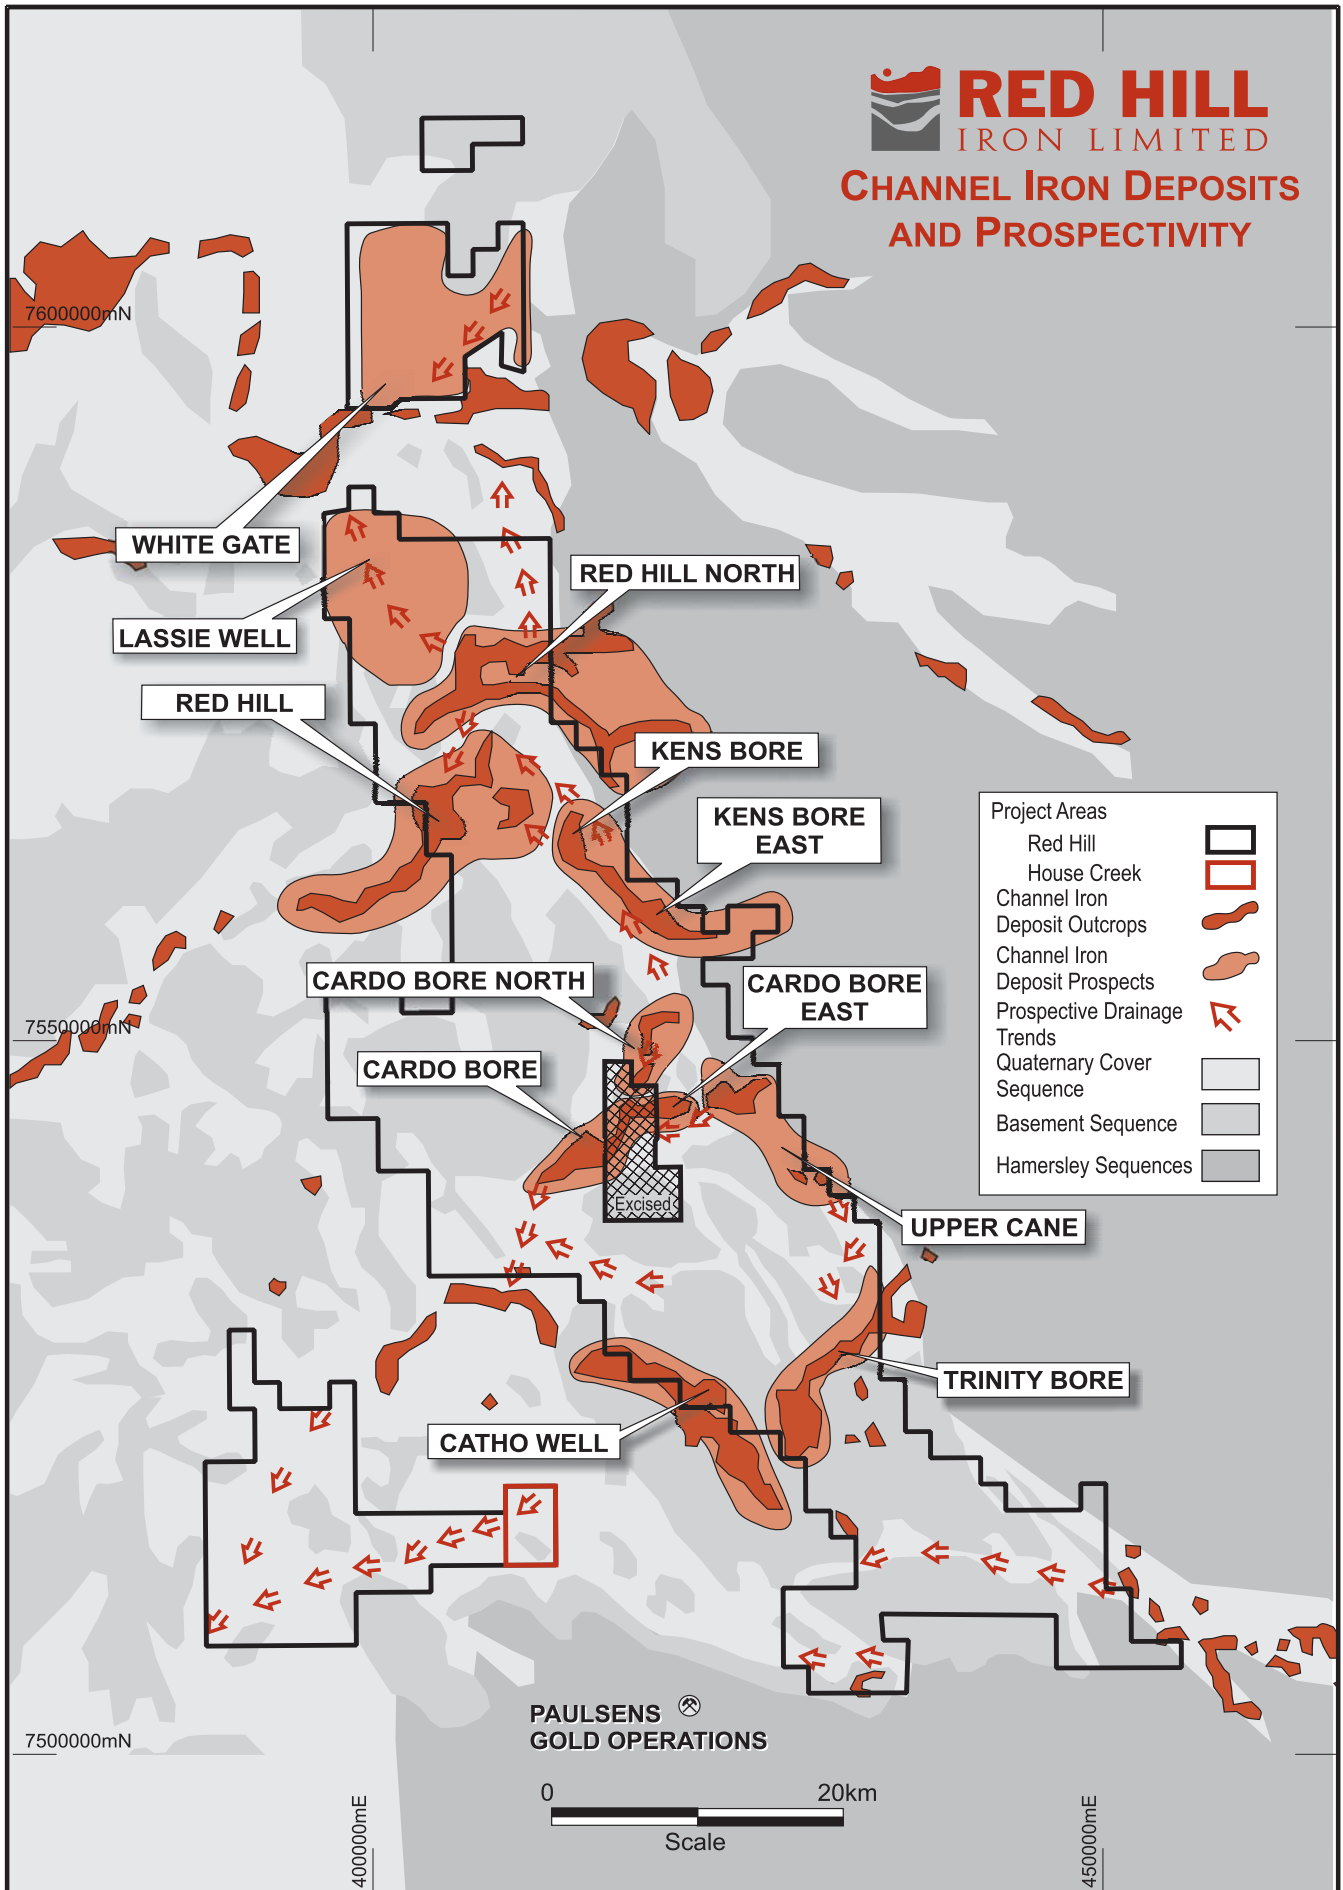 RED HILL
IRON LIMITED
CHANNEL IRON DEPOSITS
AND PROSPECTIVITY
7600000mN
WHITE GATE
RED HILL NORTH
LASSIE WELL
RED HILL
KENS BORE
KENS BORE
EAST
Project Areas
Red Hill
House Creek
Channel Iron
Deposit Outcrops
Channel Iron
Deposit Prospects
Prospective Drainage
Trends
Quaternary Cover
Sequence
Basement Sequence
Hamersley Sequences
CARDO BORE NORTH
CARDO BORE
EAST
7550000mN
CARDO BORE
Excised
UPPER CANE
TRINITY BORE
CATHO WELL
PAULSENS
GOLD OPERATIONS
7500000mN
0 20km
Scale
400000mE
450000mE